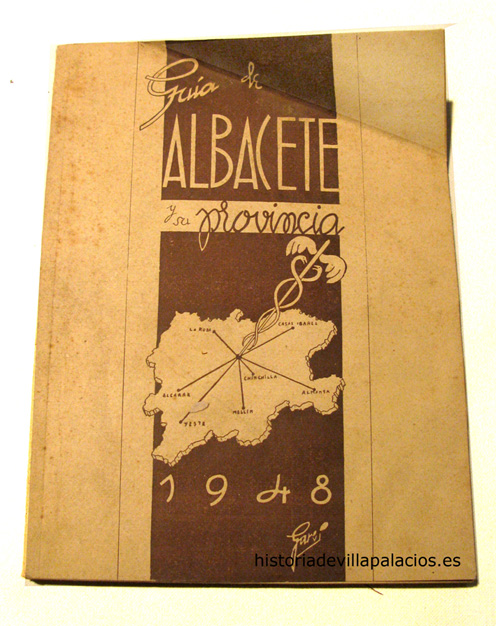 Guía de
ALBACETE
y su provincia
LA RODA
CASAS IBAÑEZ
CHINCHILLA
ALCARAZ
ALMANSA
HELLIN
YESTE
1948
historiadevillapalacios.es